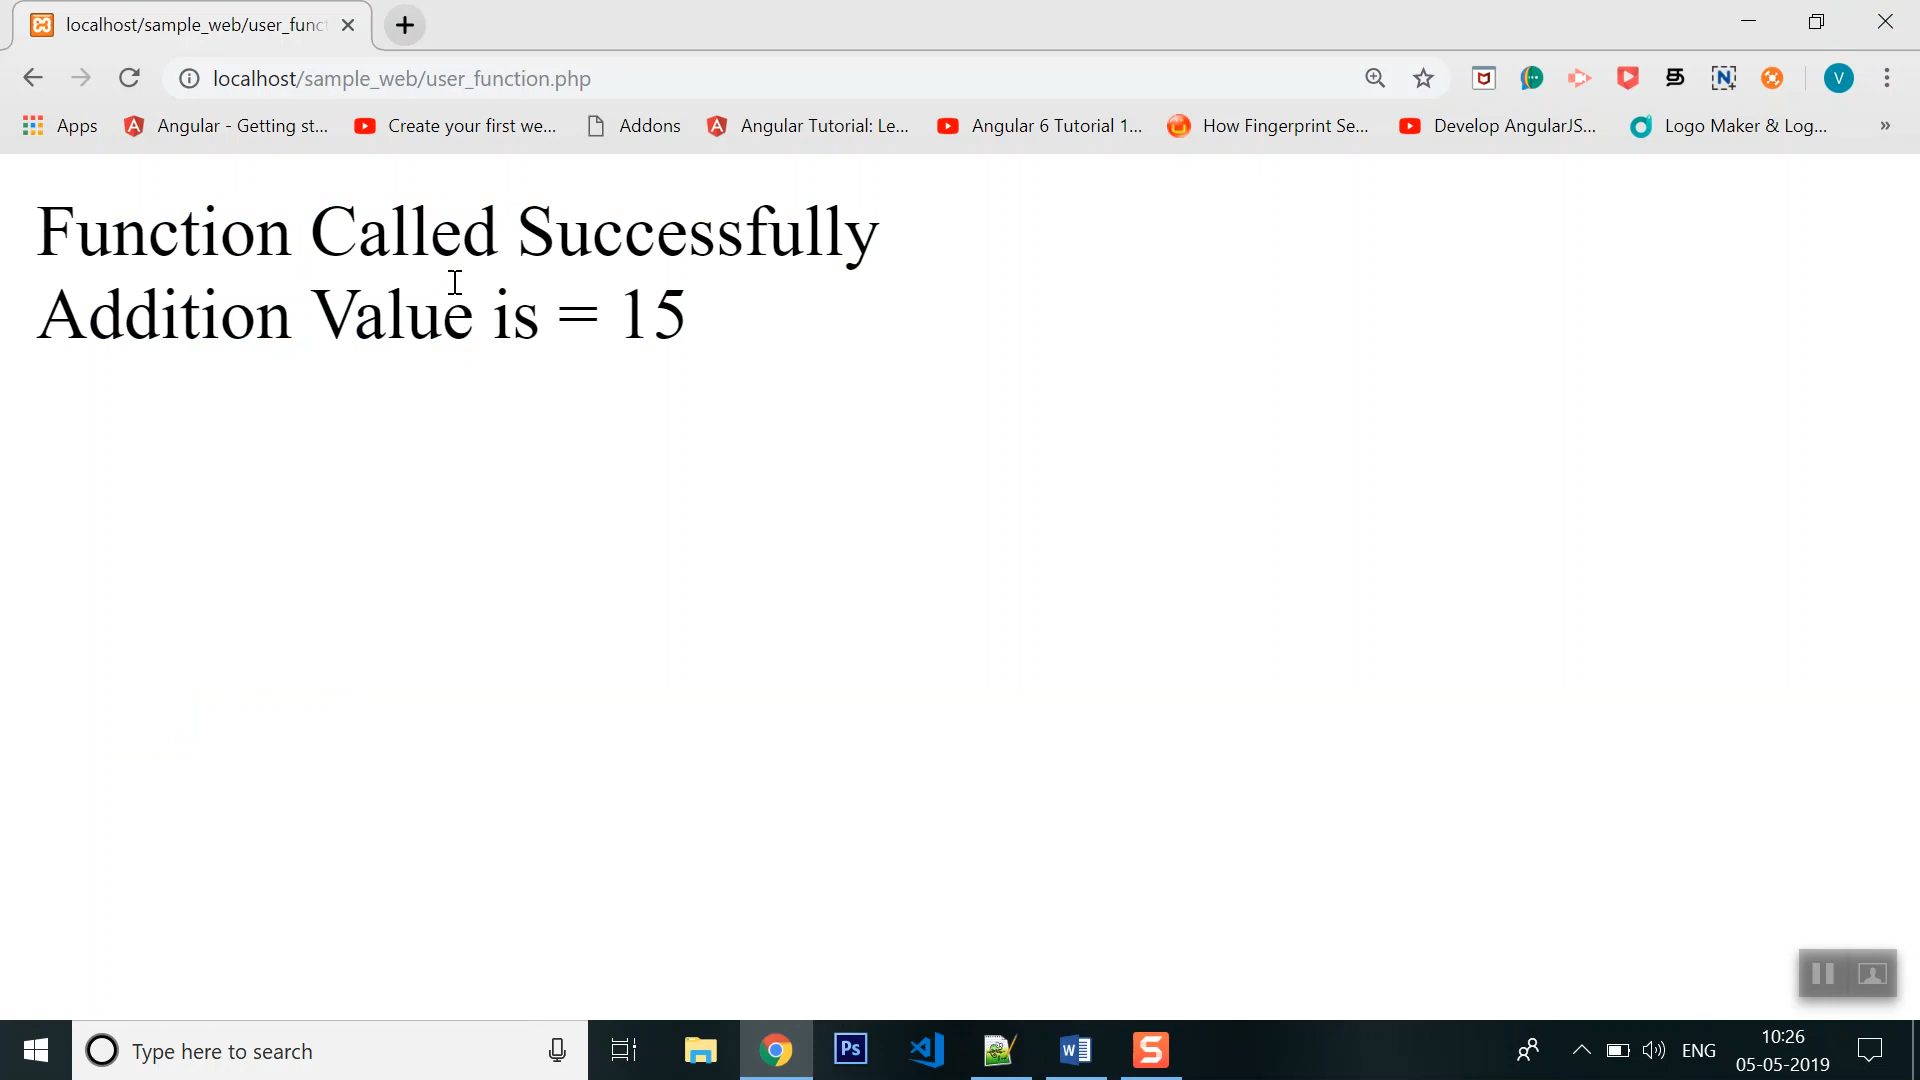 localhost/sample_web/user_funct
localhost/sample_web/user_function.php
V
Apps
Angular - Getting st...
Create your first we...
Addons
Angular Tutorial: Le...
Angular 6 Tutorial 1...
How Fingerprint Se...
Develop AngularJS...
Logo Maker & Log...
»
Function Called Successfully
Addition Value is = 15
Type here to search
Ps
W
S
ENG
10:26
05-05-2019